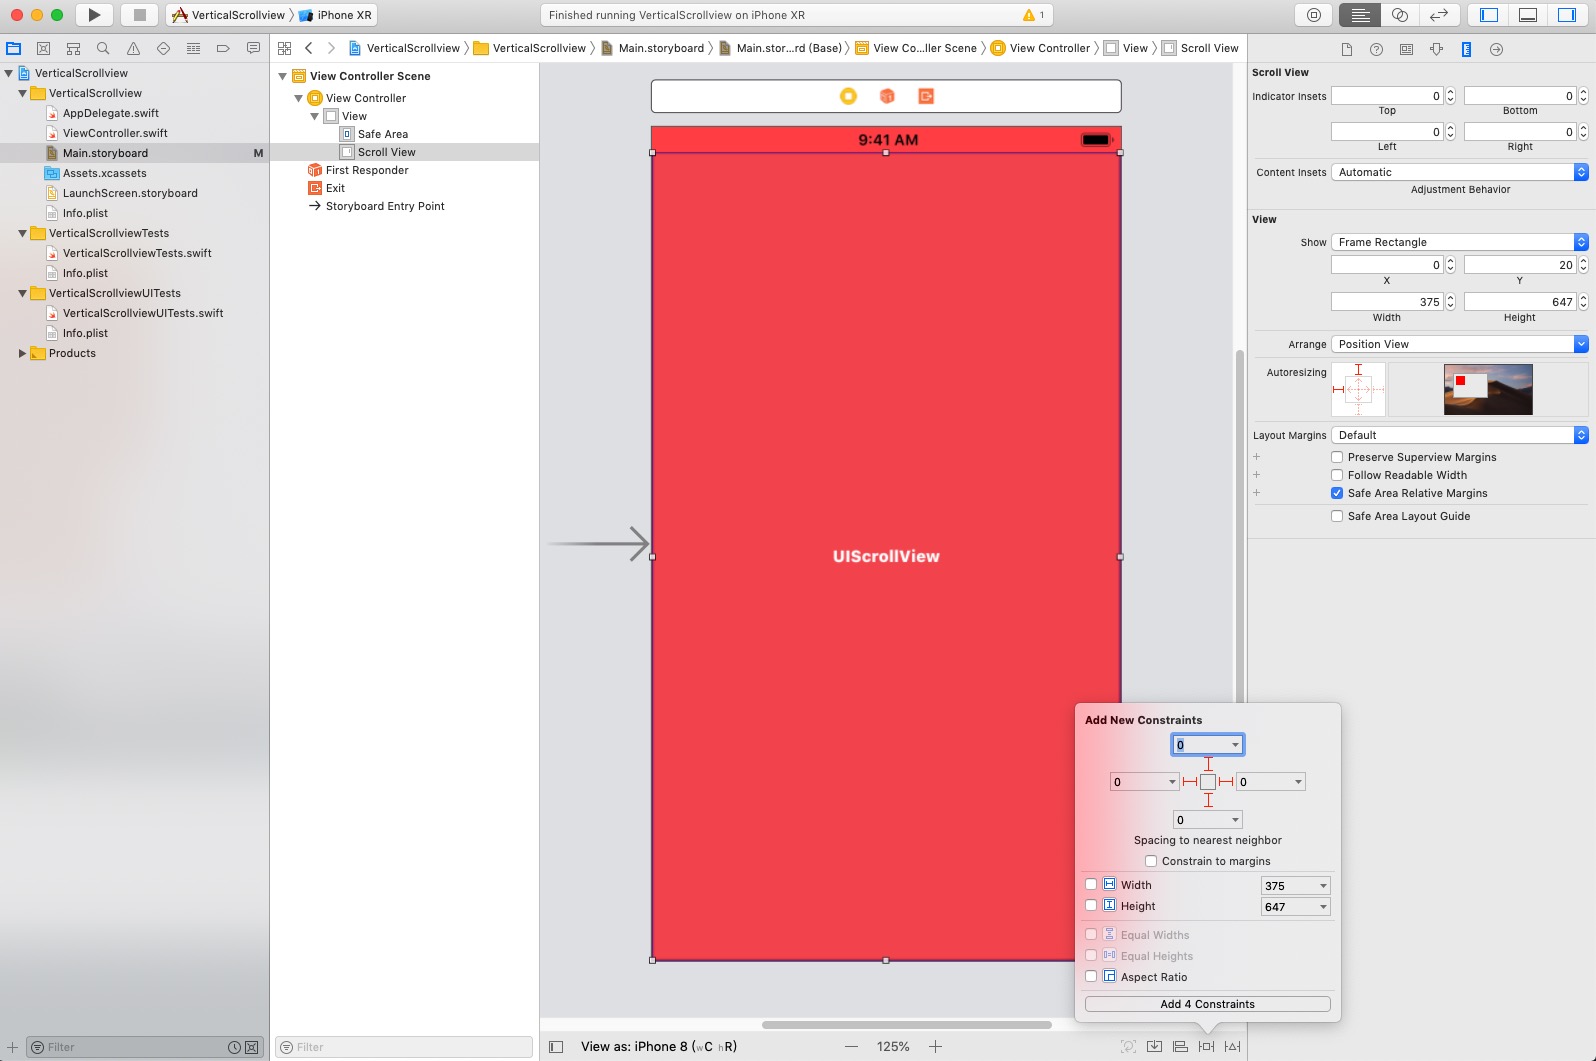 VerticalScrollview
iPhone XR
Finished running VerticalScrollview on iPhone XR
1
VerticalScrollview
VerticalScrollview
Main.storyboard
Main.stor...rd (Base)
View Co...ller Scene
View Controller
View
Scroll View
VerticalScrollview
VerticalScrollview
AppDelegate.swift
ViewController.swift
Main.storyboard
M
Assets.xcassets
LaunchScreen.storyboard
Info.plist
VerticalScrollviewTests
VerticalScrollviewTests.swift
Info.plist
VerticalScrollviewUITests
VerticalScrollviewUITests.swift
Info.plist
Products
Filter
View Controller Scene
View Controller
View
Safe Area
Scroll View
First Responder
Exit
Storyboard Entry Point
Filter
9:41 AM
UIScrollView
View as: iPhone 8 (wC hR)
125%
Add New Constraints
0
0
0
0
Spacing to nearest neighbor
Constrain to margins
Width
375
Height
647
Equal Widths
Equal Heights
Aspect Ratio
Add 4 Constraints
Scroll View
Indicator Insets
0
0
Top
Bottom
0
0
Left
Right
Content Insets
Automatic
Adjustment Behavior
View
Show
Frame Rectangle
0
20
X
Y
375
647
Width
Height
Arrange
Position View
Autoresizing
Layout Margins
Default
Preserve Superview Margins
Follow Readable Width
Safe Area Relative Margins
Safe Area Layout Guide